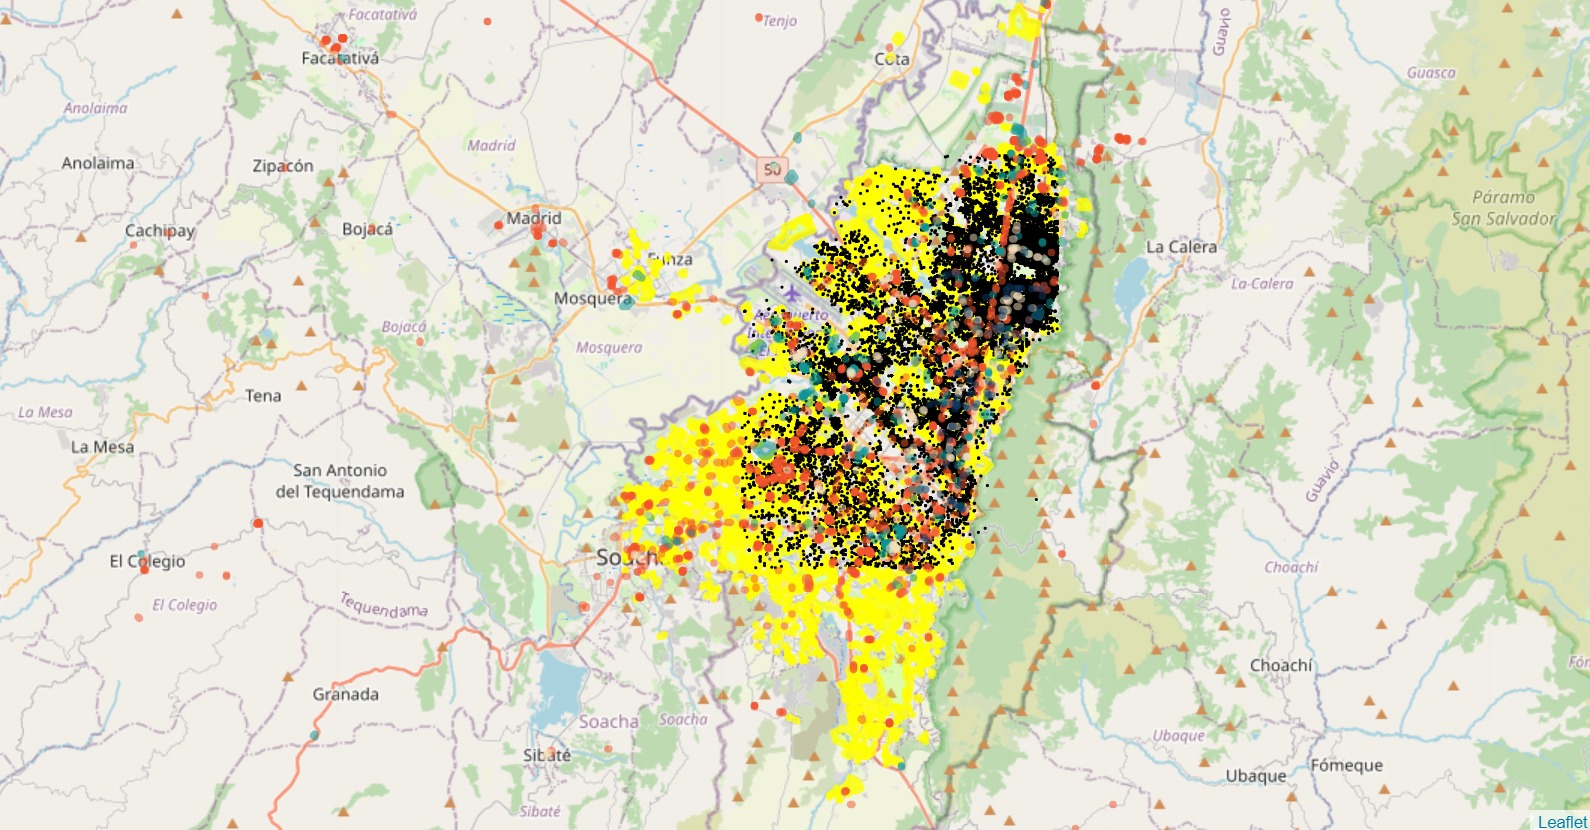 Facatativá
Tenjo
Guavio
Facatativá
Cota
Guasca
Anolaima
Madrid
Anolaima
Zipacón
50
Páramo
San Salvador
Madrid
Cachipay
Bojacá
La Calera
Funza
La Calera
Mosquera
Bojacá
Mosquera
Tena
La Mesa
La Mesa
San Antonio
del Tequendama
Guavio
El Colegio
Soacha
Choachí
El Colegio
Tequendama
Choachí
Granada
Soacha
Soacha
Ubaque
Sibaté
Fómeque
Ubaque
Sibaté
Leaflet